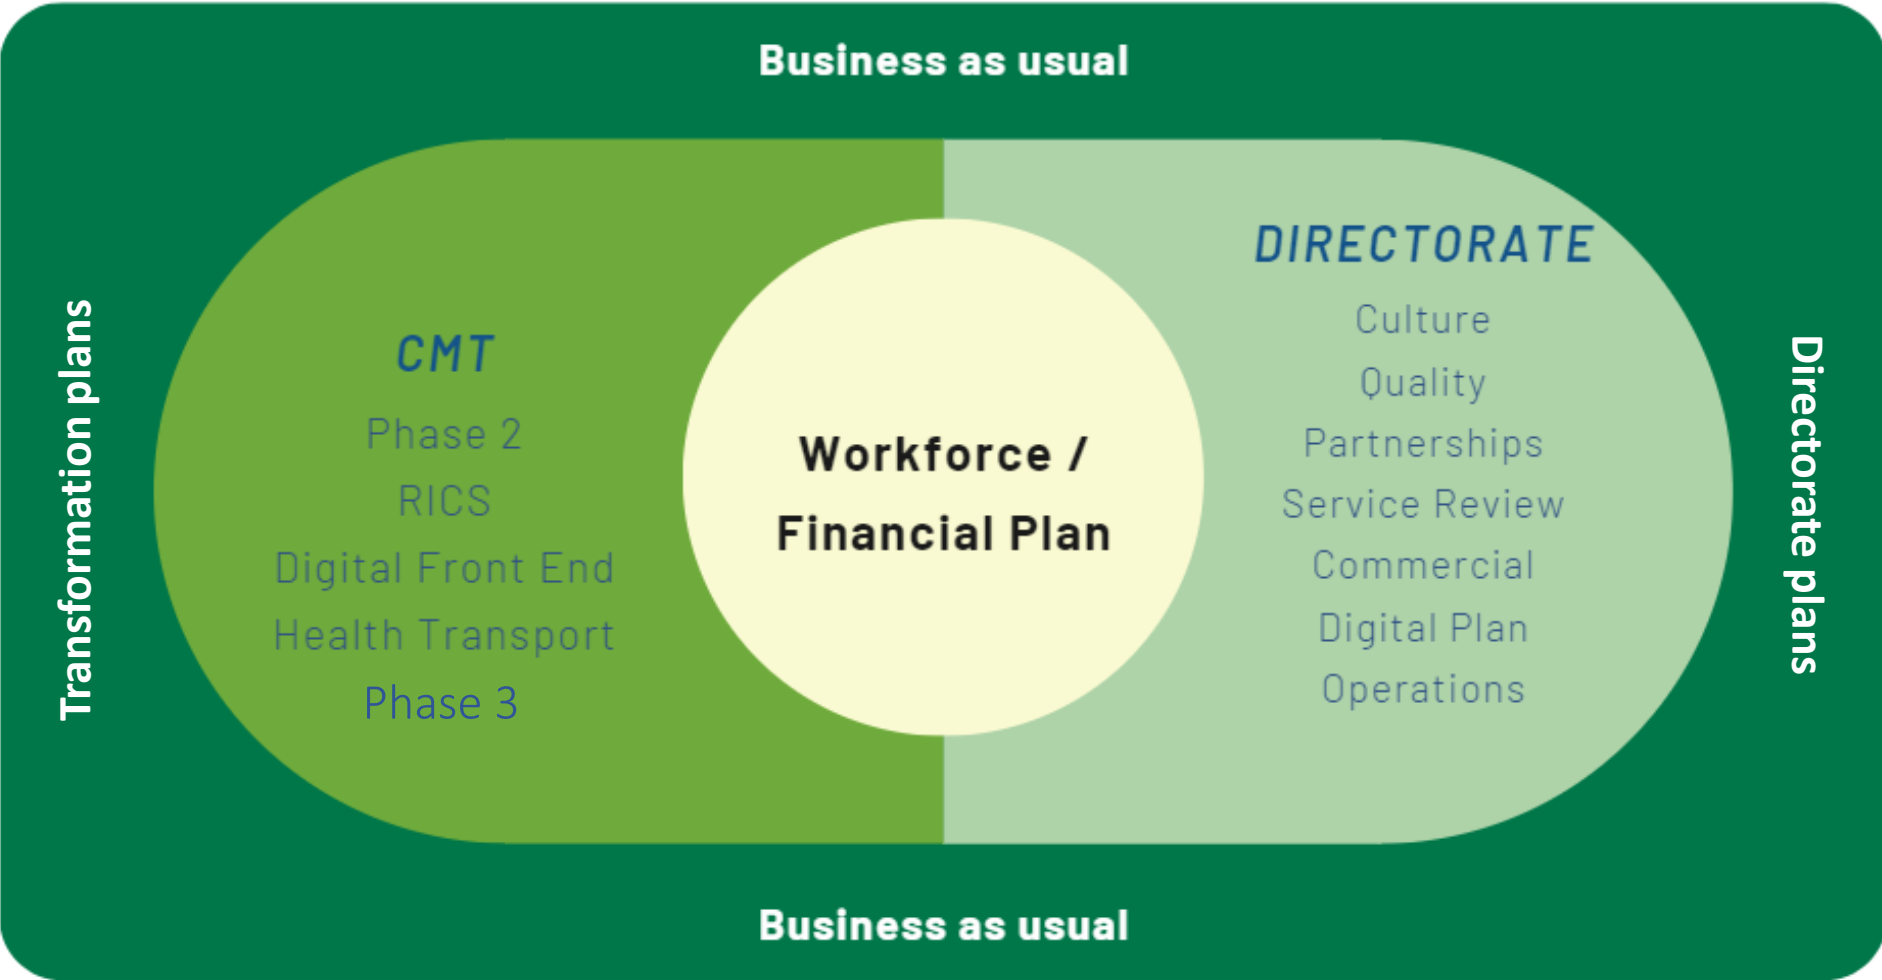 Business as usual
Transformation plans
CMT
Phase 2
RICS
Digital Front End
Health Transport
Phase 3
Workforce /
Financial Plan
DIRECTORATE
Culture
Quality
Partnerships
Service Review
Commercial
Digital Plan
Operations
Directorate plans
Business as usual